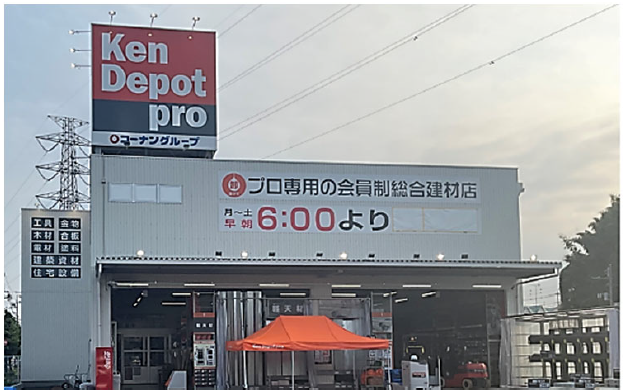 Ken
Depot
pro
コーナングループ
プロ専用の会員制総合建材店
月～土
早朝 6:00より
工具 金物
木材 合板
電材 塗料
建築資材
住宅設備